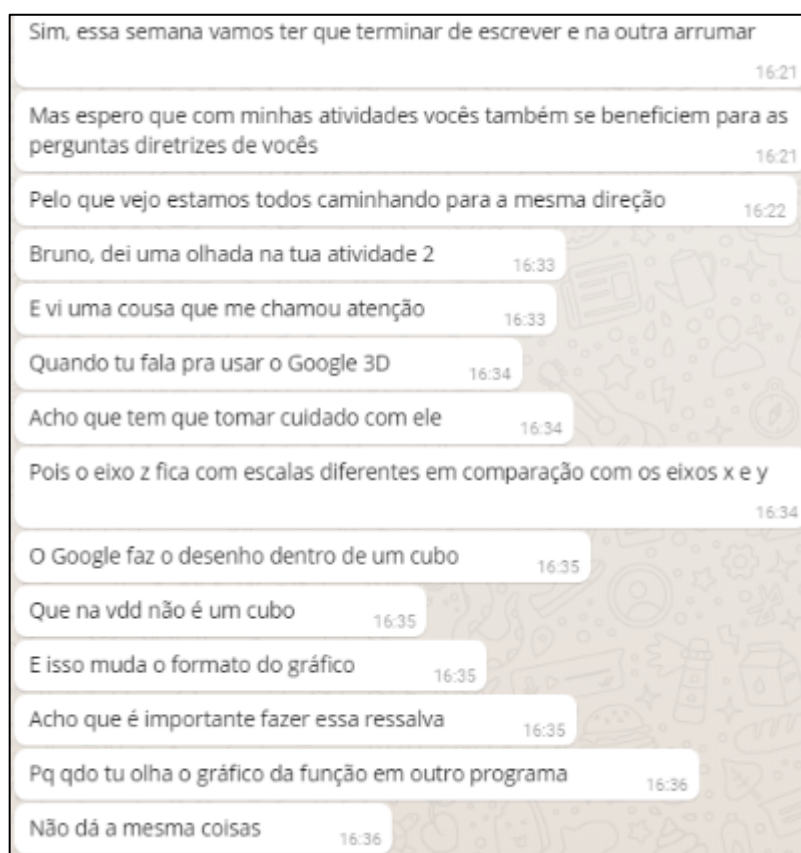 Sim, essa semana vamos ter que terminar de escrever e na outra arrumar
16:21
Mas espero que com minhas atividades vocês também se beneficiem para as
perguntas diretrizes de vocês
16:21
Pelo que vejo estamos todos caminhando para a mesma direção 16:22
Bruno, dei uma olhada na tua atividade 2 16:33
E vi uma cousa que me chamou atenção 16:33
Quando tu fala pra usar o Google 3D 16:34
Acho que tem que tomar cuidado com ele 16:34
Pois o eixo z fica com escalas diferentes em comparação com os eixos x e y
16:34
O Google faz o desenho dentro de um cubo 16:35
Que na vdd não é um cubo 16:35
E isso muda o formato do gráfico 16:35
Acho que é importante fazer essa ressalva 16:35
Pq qdo tu olha o gráfico da função em outro programa 16:36
Não dá a mesma coisas 16:36